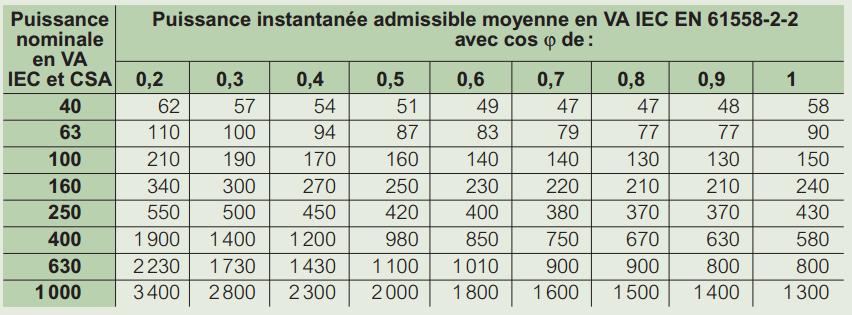 Puissance nominale en VA IEC et CSA
Puissance instantanée admissible moyenne en VA IEC EN 61558-2-2
avec cos φ de :
0,2 0,3 0,4 0,5 0,6 0,7 0,8 0,9 1
40 62 57 54 51 49 47 47 48 58
63 110 100 94 87 83 79 77 77 90
100 210 190 170 160 140 140 130 130 150
160 340 300 270 250 230 220 210 210 240
250 550 500 450 420 400 380 370 370 430
400 1 900 1 400 1 200 980 850 750 670 630 580
630 2 230 1 730 1 430 1 100 1 010 900 900 800 800
1 000 3 400 2 800 2 300 2 000 1 800 1 600 1 500 1 400 1 300